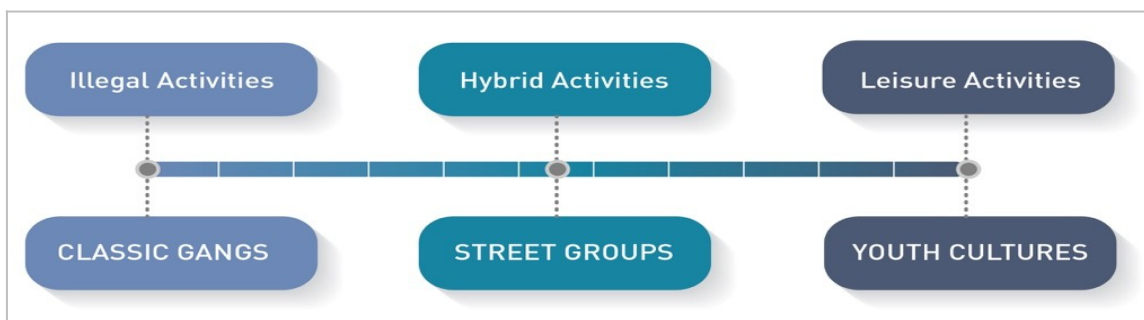 Illegal Activities
Hybrid Activities
Leisure Activities
CLASSIC GANGS
STREET GROUPS
YOUTH CULTURES